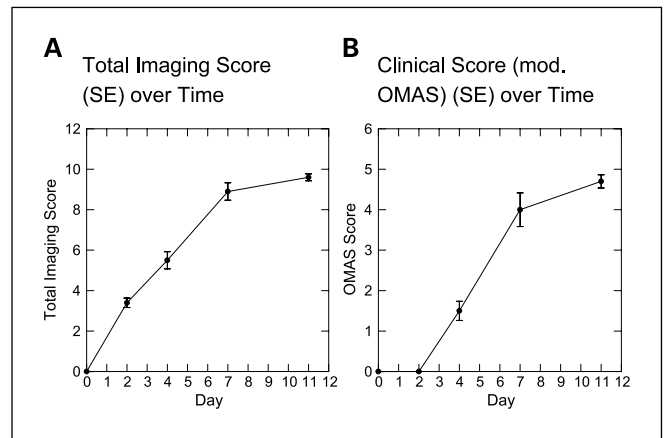 A
Total Imaging Score
(SE) over Time
12
10
8
6
4
2
0
Total Imaging Score
0 1 2 3 4 5 6 7 8 9 10 11 12
Day
B
Clinical Score (mod.
OMAS) (SE) over Time
6
5
4
3
2
1
0
OMAS Score
0 1 2 3 4 5 6 7 8 9 10 11 12
Day